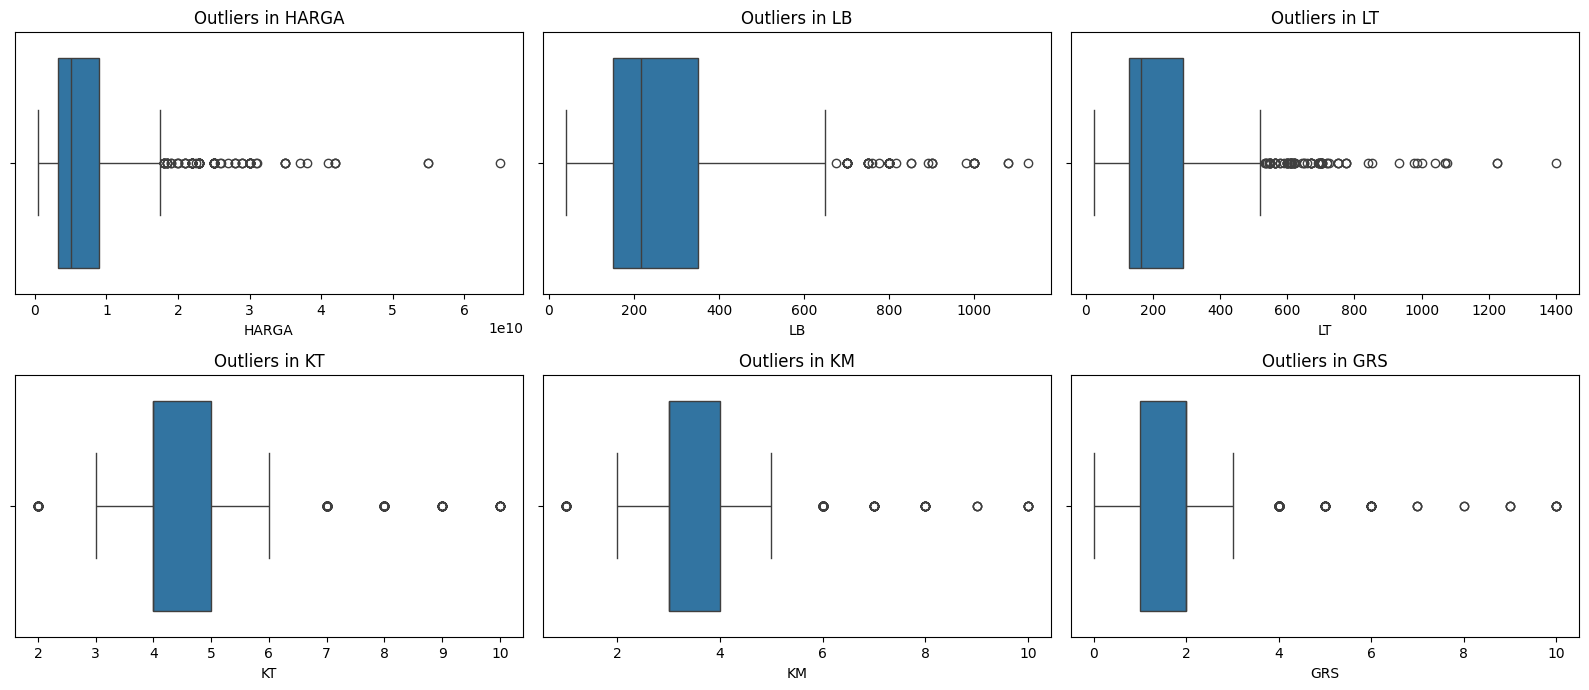 Outliers in HARGA
0 1 2 3 4 5 6
1e10
HARGA
Outliers in LB
200 400 600 800 1000
LB
Outliers in LT
0 200 400 600 800 1000 1200 1400
LT
Outliers in KT
2 3 4 5 6 7 8 9 10
KT
Outliers in KM
2 4 6 8 10
KM
Outliers in GRS
0 2 4 6 8 10
GRS